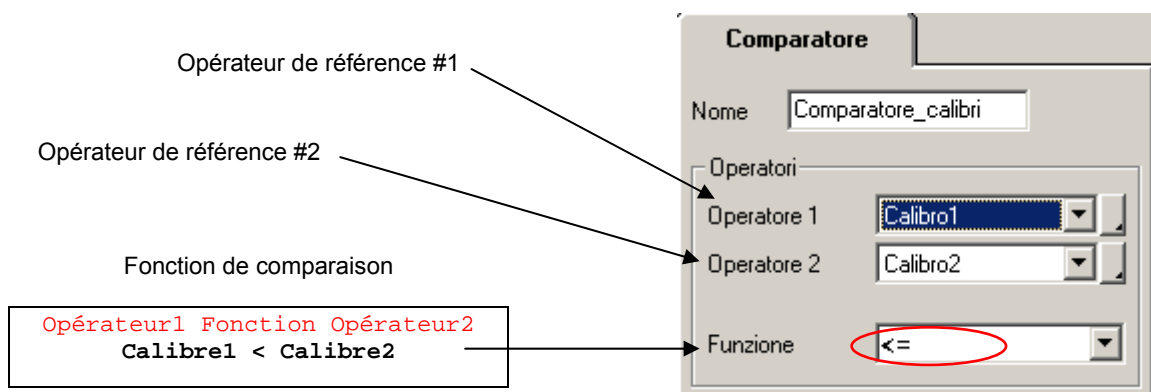 Opérateur de référence #1
Opérateur de référence #2
Fonction de comparaison
Opérateur1 Fonction Opérateur2
Calibre1 < Calibre2
Comparatore
Nome Comparatore_calibri
Operatori
Operatore 1 Calibro1
Operatore 2 Calibro2
Funzione <=